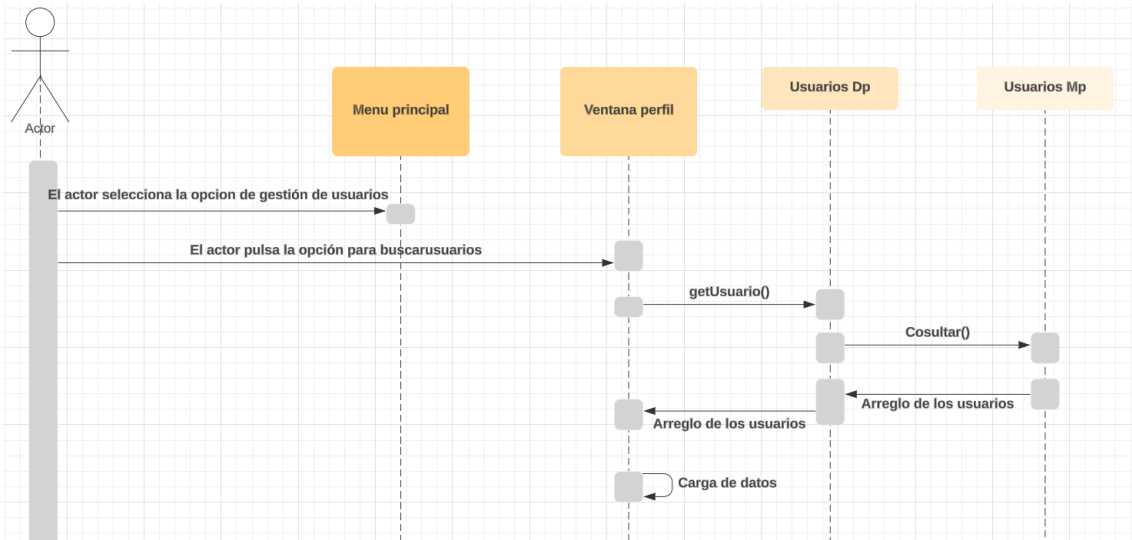 Actor
Menu principal
Ventana perfil
Usuarios Dp
Usuarios Mp
El actor selecciona la opcion de gestión de usuarios
El actor pulsa la opción para buscarusuarios
getUsuario()
Cosultar()
Arreglo de los usuarios
Arreglo de los usuarios
Carga de datos